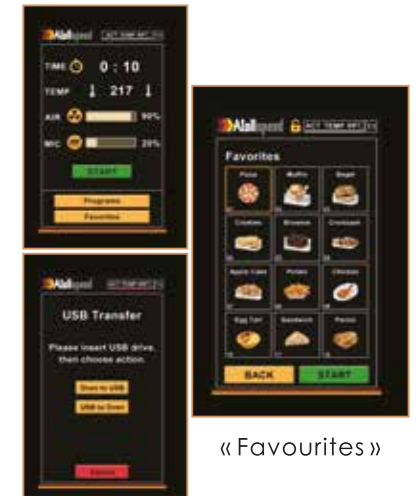 TIME 0 : 10
TEMP 217
AIR 90%
MIC 20%
START
Programs
Favorites
USB Transfer
Please insert USB drive,
then choose action.
Oven to USB
USB to Oven
Favorites
Pizza Muffin Bagel
Cookies Brownie Croissant
Apple Cake Potato Chicken
Egg Tart Sandwich Panini
BACK START
« Favourites »